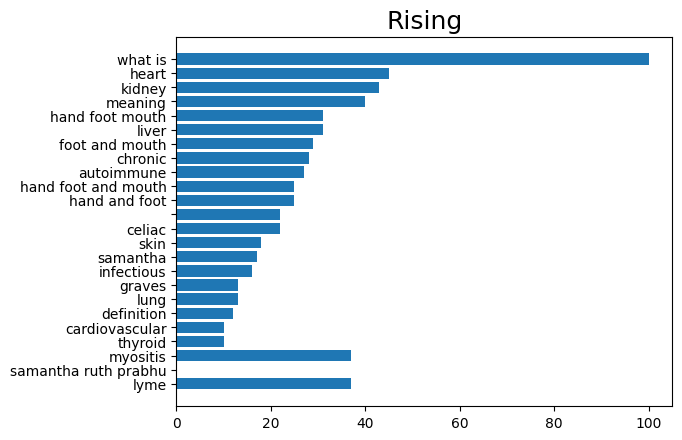 Rising
what is
heart
kidney
meaning
hand foot mouth
liver
foot and mouth
chronic
autoimmune
hand foot and mouth
hand and foot
celiac
skin
samantha
infectious
graves
lung
definition
cardiovascular
thyroid
myositis
samantha ruth prabhu
lyme
0 20 40 60 80 100